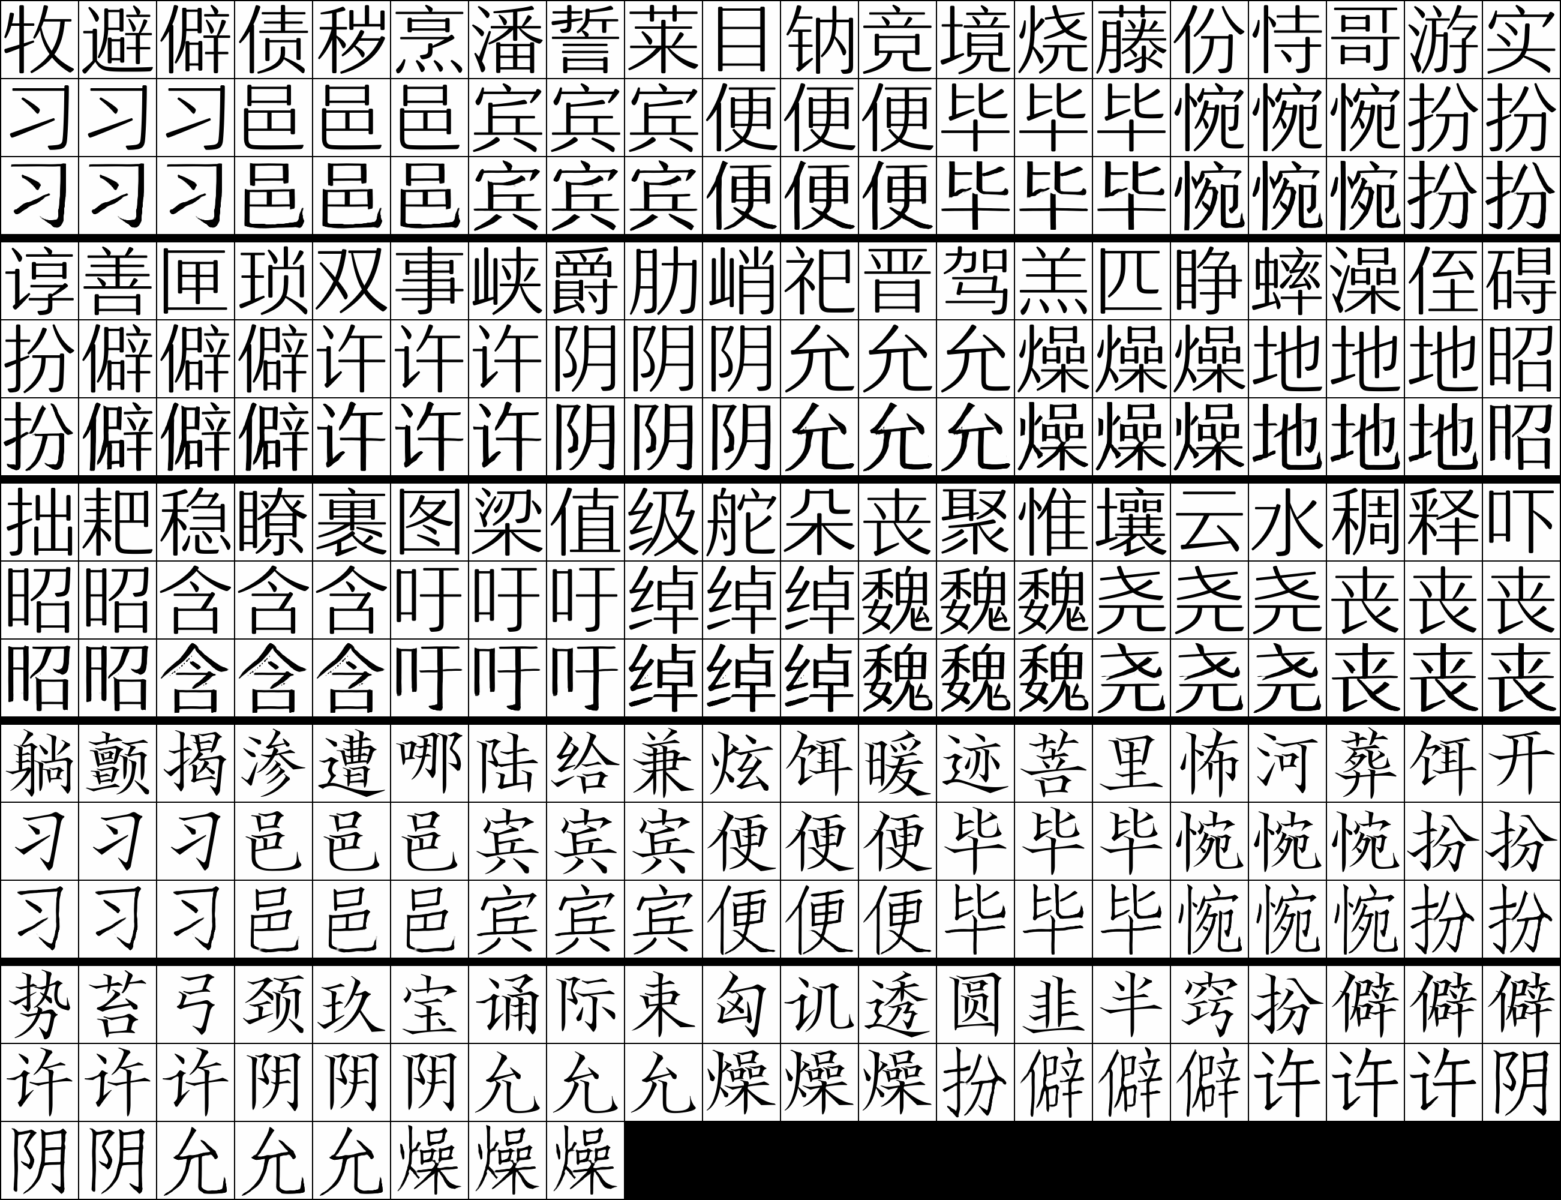 牧避僻债秽烹潘誓莱目钠竞境烧藤份恃哥游实
习习习邑邑邑宾宾宾便便便毕毕毕惋惋惋扮扮
习习习邑邑邑宾宾宾便便便毕毕毕惋惋惋扮扮
谆善匣琐双事峡爵肋峭祀晋驾羔匹睁蟀澡侄碍
扮僻僻僻许许许阴阴阴允允允燥燥燥地地地昭
扮僻僻僻许许许阴阴阴允允允燥燥燥地地地昭
拙耙稳瞭裹图梁值级舵朵丧聚惟壤云水稠释吓
昭昭含含含吁吁吁绰绰绰魏魏魏尧尧尧丧丧丧
昭昭含含含吁吁吁绰绰绰魏魏魏尧尧尧丧丧丧
躺颤揭渗遭哪陆给兼炫饵暖迹菩里怖河葬饵开
习习习邑邑邑宾宾宾便便便毕毕毕惋惋惋扮扮
习习习邑邑邑宾宾宾便便便毕毕毕惋惋惋扮扮
势苔弓颈玖宝诵际束匈讥透圆韭半窍扮僻僻僻
许许许阴阴阴允允允燥燥燥扮僻僻僻许许许阴
阴阴允允允燥燥燥